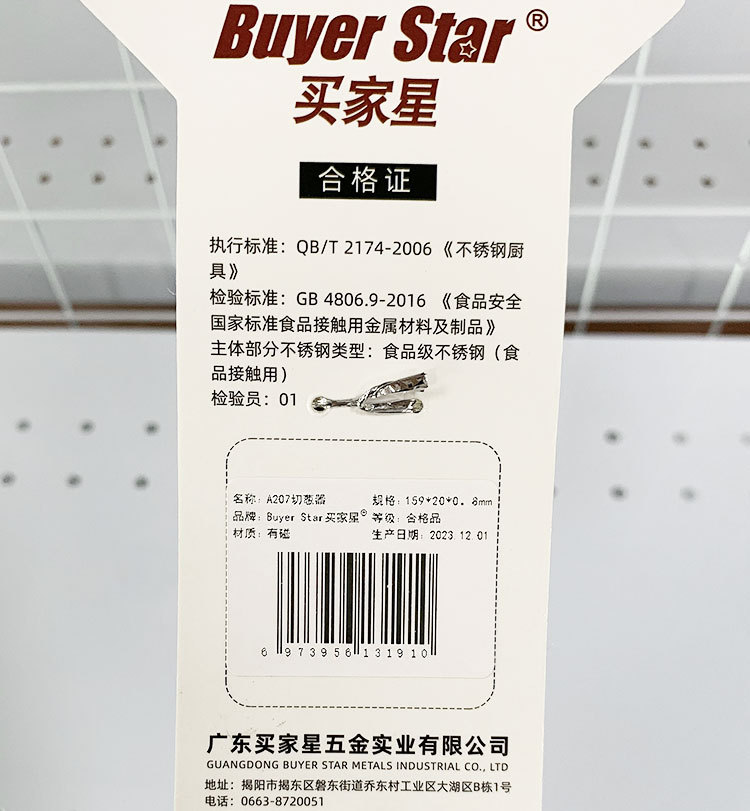 Buyer Star®
买家星
合格证
执行标准：QB/T 2174-2006《不锈钢厨
具》
检验标准：GB 4806.9-2016 《食品安全
国家标准食品接触用金属材料及制品》
主体部分不锈钢类型：食品级不锈钢（食
品接触用）
检验员：01
名称：A207切葱器 规格：159*20*0.8mm
品牌：Buyer Star买家星® 等级：合格品
材质：有磁 生产日期：2023.12.01
6 973956 131910
广东买家星五金实业有限公司
GUANGDONG BUYER STAR METALS INDUSTRIAL CO., LTD
地址：揭阳市揭东区磐东街道乔东村工业区大湖区B栋1号
电话：0663-8720051